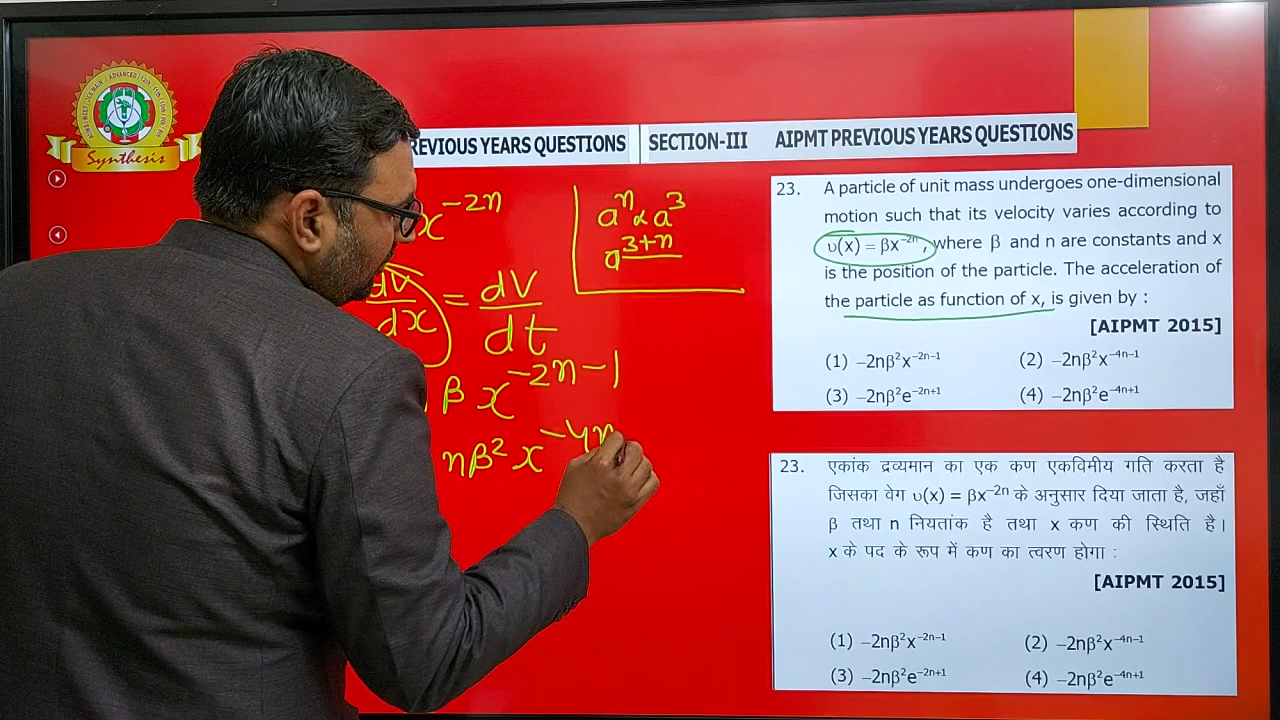 Synthesis
REVIOUS YEARS QUESTIONS
SECTION-III AIPMT PREVIOUS YEARS QUESTIONS
x⁻²ⁿ
dv/dx = dV/dt
β x⁻²ⁿ⁻¹
nβ² x⁻⁴ⁿ
aⁿ × a³
a³⁺ⁿ
23. A particle of unit mass undergoes one-dimensional
motion such that its velocity varies according to
υ(x) = βx⁻²ⁿ, where β and n are constants and x
is the position of the particle. The acceleration of
the particle as function of x, is given by :
[AIPMT 2015]
(1) –2nβ²x⁻²ⁿ⁻¹ (2) –2nβ²x⁻⁴ⁿ⁻¹
(3) –2nβ²e⁻²ⁿ⁺¹ (4) –2nβ²e⁻⁴ⁿ⁺¹
23. एकांक द्रव्यमान का एक कण एकविमीय गति करता है
जिसका वेग υ(x) = βx⁻²ⁿ के अनुसार दिया जाता है, जहाँ
β तथा n नियतांक है तथा x कण की स्थिति है।
x के पद के रूप में कण का त्वरण होगा :
[AIPMT 2015]
(1) –2nβ²x⁻²ⁿ⁻¹ (2) –2nβ²x⁻⁴ⁿ⁻¹
(3) –2nβ²e⁻²ⁿ⁺¹ (4) –2nβ²e⁻⁴ⁿ⁺¹